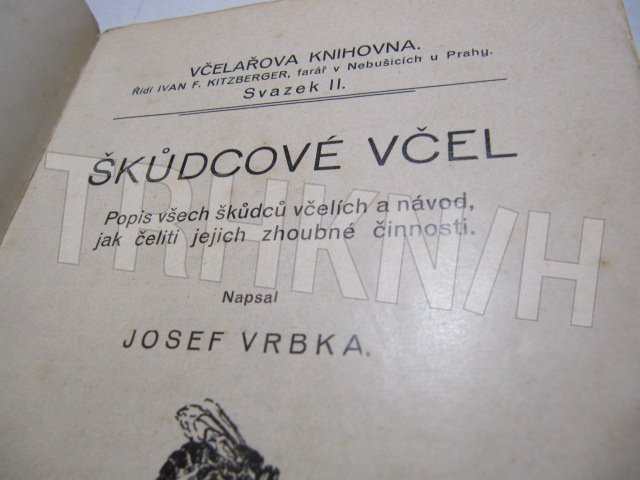 VČELAŘOVA KNIHOVNA.
Řídí IVAN F. KITZBERGER, farář v Nebušicích u Prahy.
Svazek II.
ŠKŮDCOVÉ VČEL
Popis všech škůdců včelích a návod,
jak čeliti jejich zhoubné činnosti.
Napsal
JOSEF VRBKA.
TRHKNIH